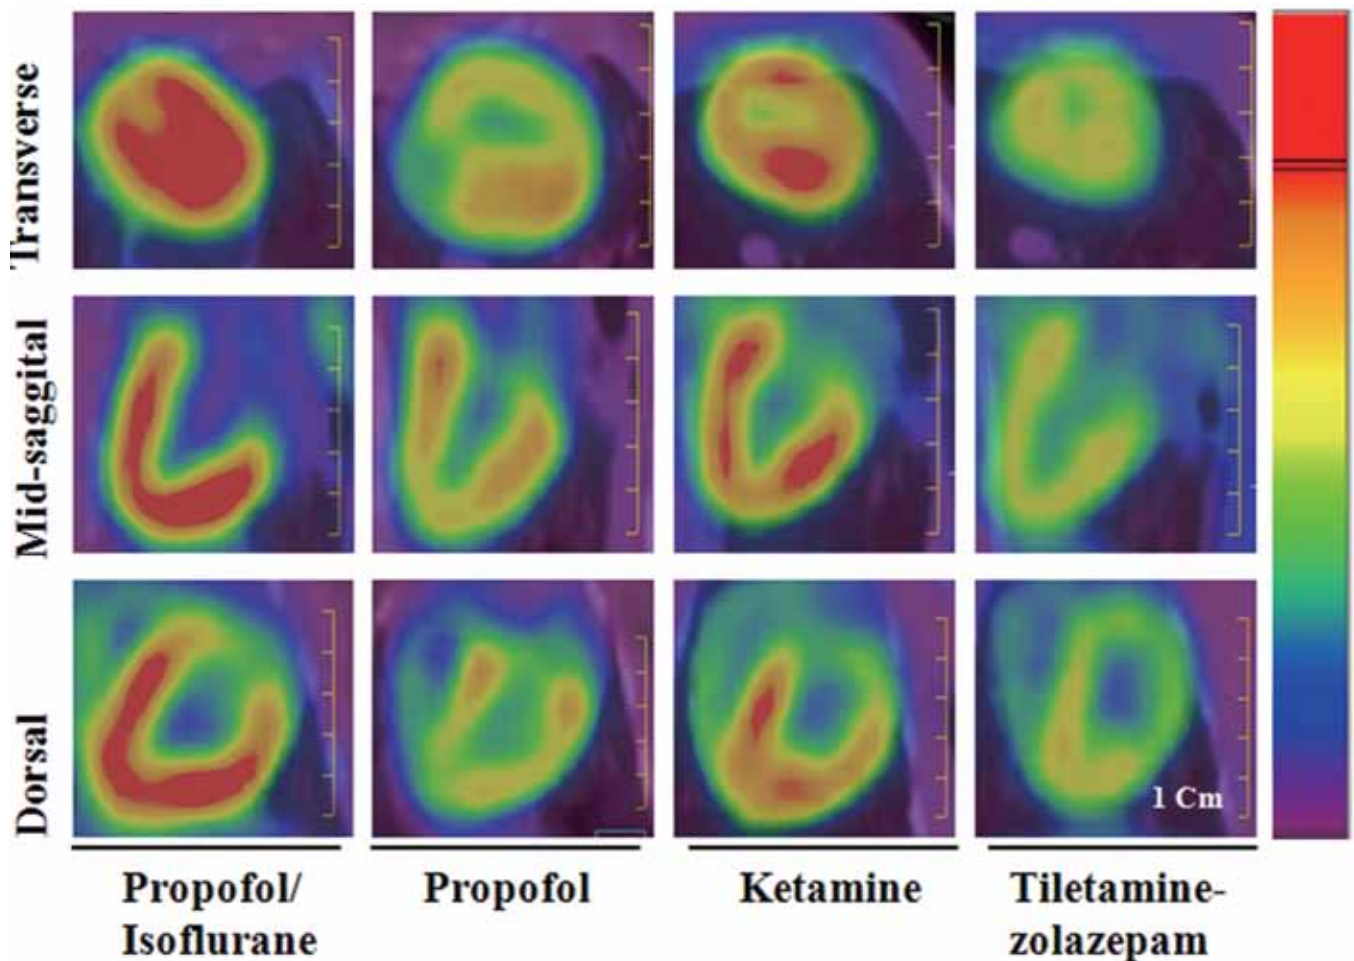 Transverse
Mid-saggital
Dorsal
1 Cm
Propofol/
Isoflurane
Propofol
Ketamine
Tiletamine-
zolazepam